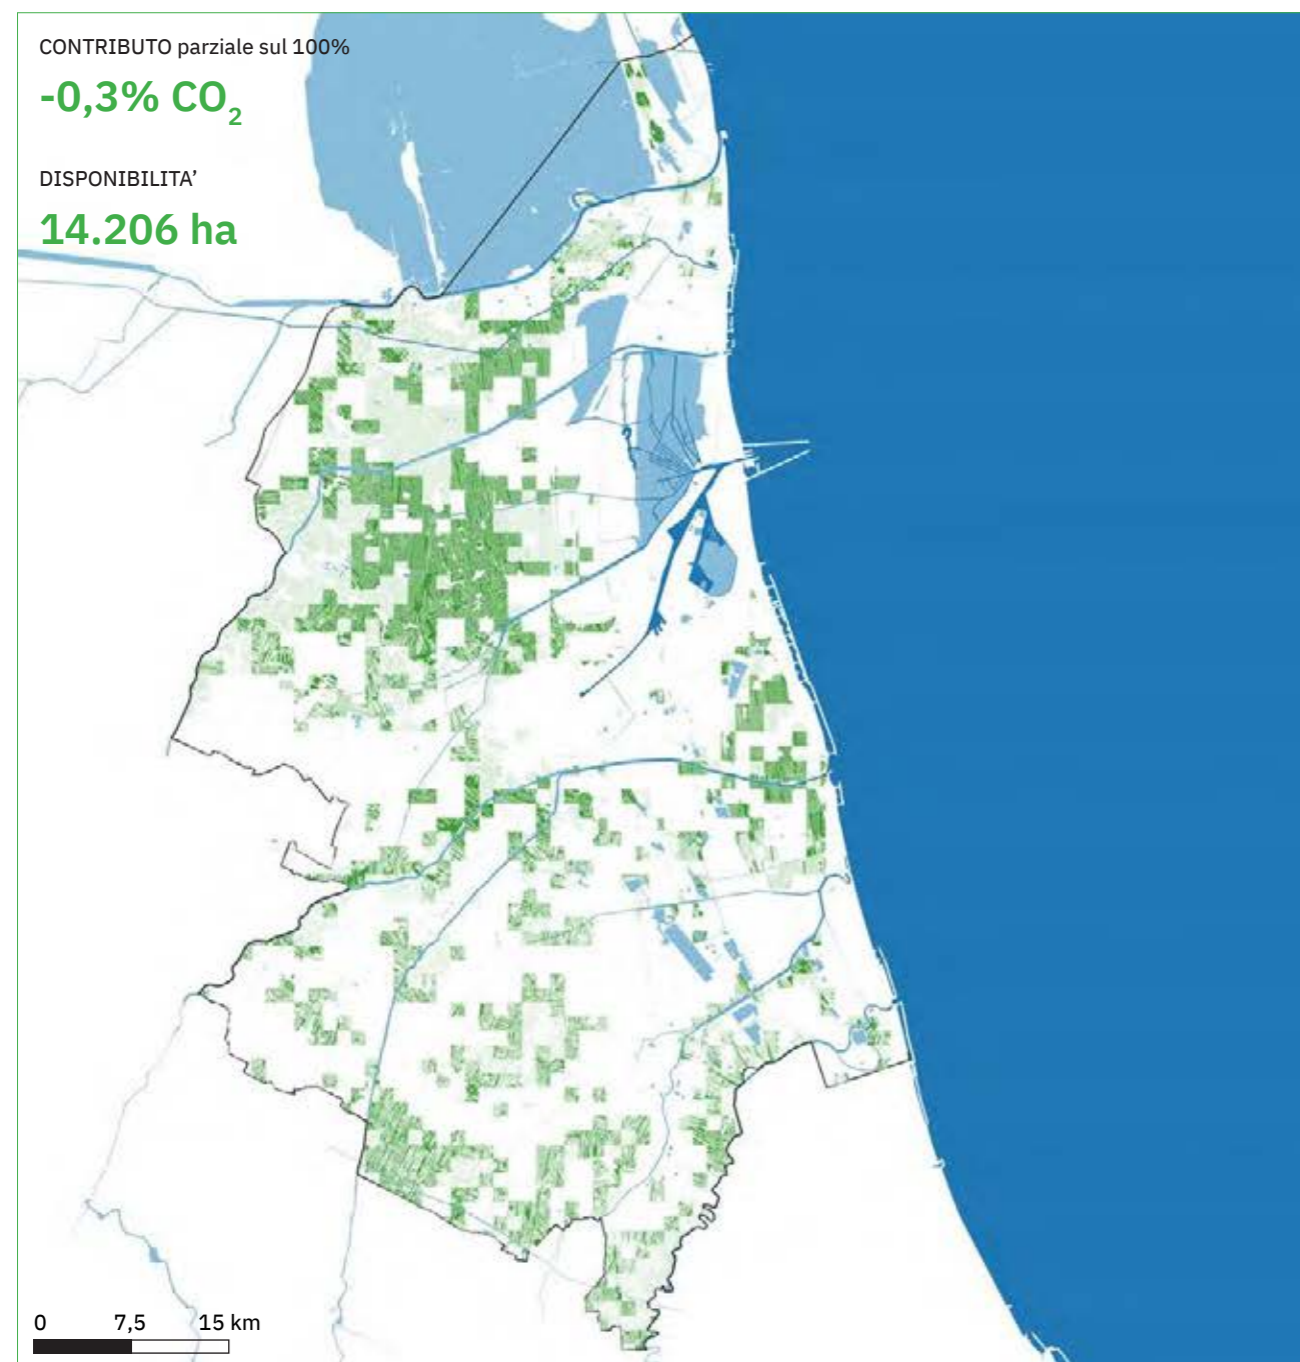 CONTRIBUTO parziale sul 100%
-0,3% CO2
DISPONIBILITA’
14.206 ha
0 7,5 15 km